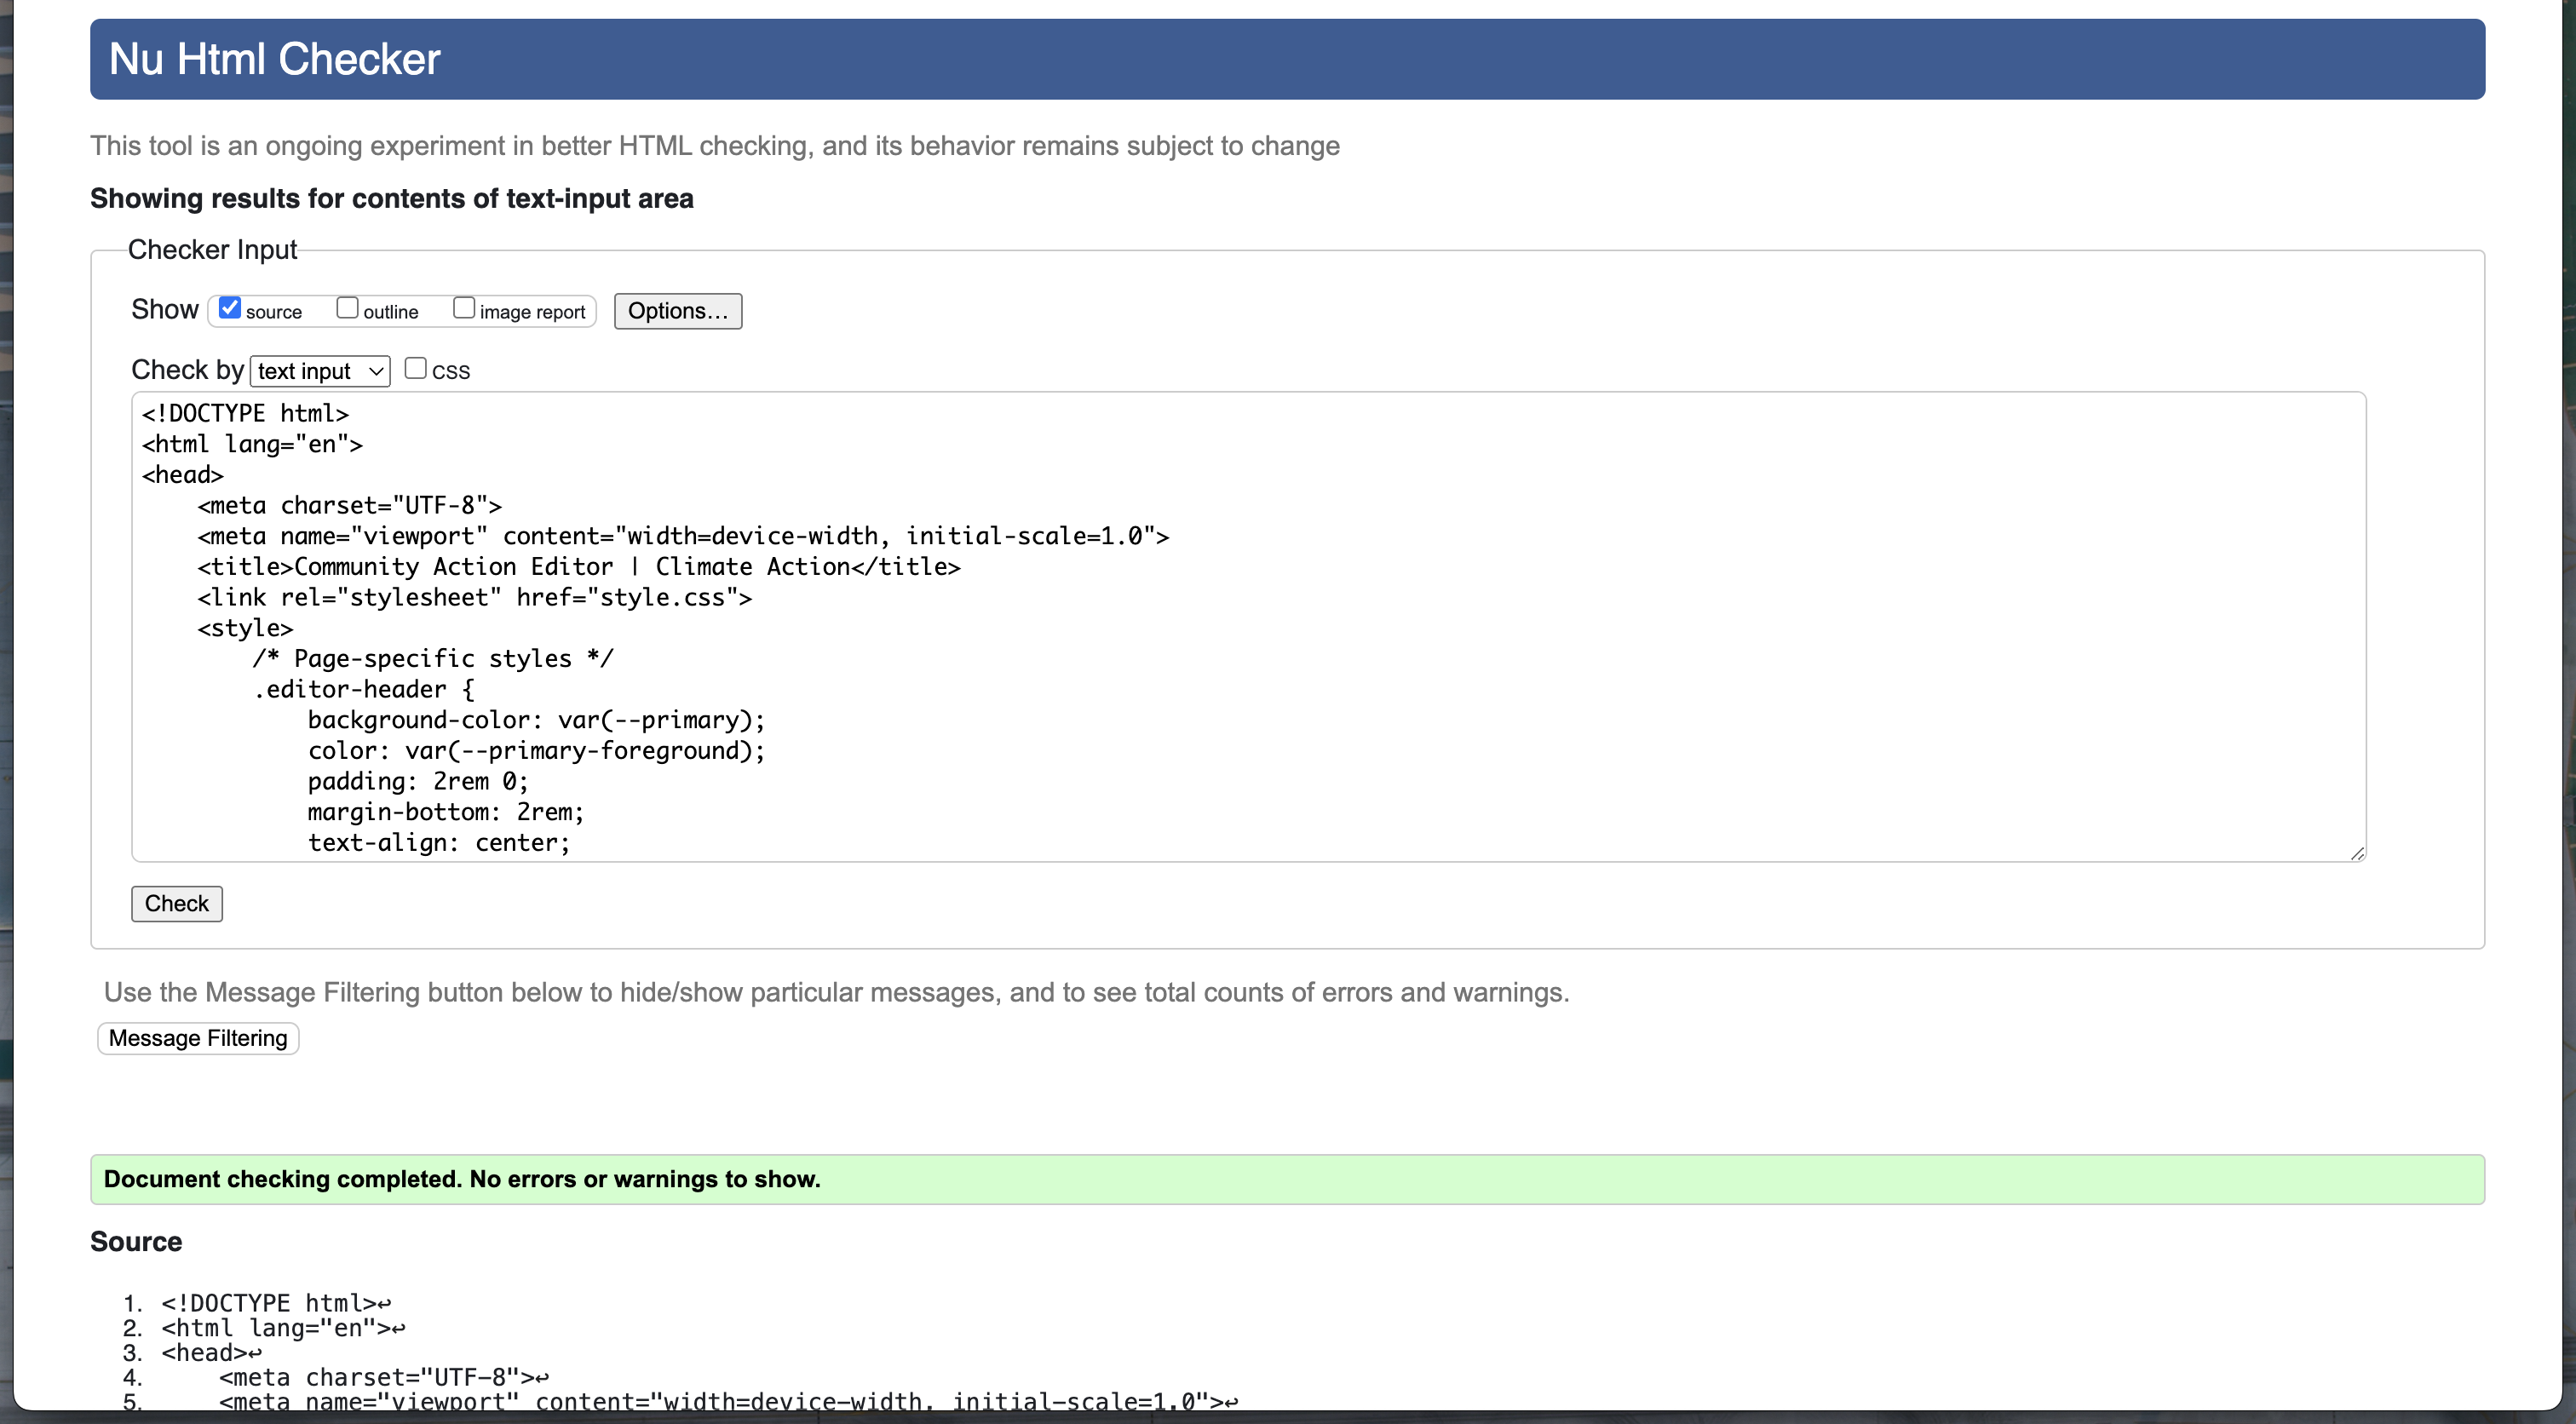 Nu Html Checker
This tool is an ongoing experiment in better HTML checking, and its behavior remains subject to change
Showing results for contents of text-input area
Checker Input
Show source outline image report Options...
Check by text input CSS
<!DOCTYPE html>
<html lang="en">
<head>
    <meta charset="UTF-8">
    <meta name="viewport" content="width=device-width, initial-scale=1.0">
    <title>Community Action Editor | Climate Action</title>
    <link rel="stylesheet" href="style.css">
    <style>
        /* Page-specific styles */
        .editor-header {
            background-color: var(--primary);
            color: var(--primary-foreground);
            padding: 2rem 0;
            margin-bottom: 2rem;
            text-align: center;
Check
Use the Message Filtering button below to hide/show particular messages, and to see total counts of errors and warnings.
Message Filtering
Document checking completed. No errors or warnings to show.
Source
1. <!DOCTYPE html>↩
2. <html lang="en">↩
3. <head>↩
4.     <meta charset="UTF-8">↩
5.     <meta name="viewport" content="width=device-width, initial-scale=1.0">↩